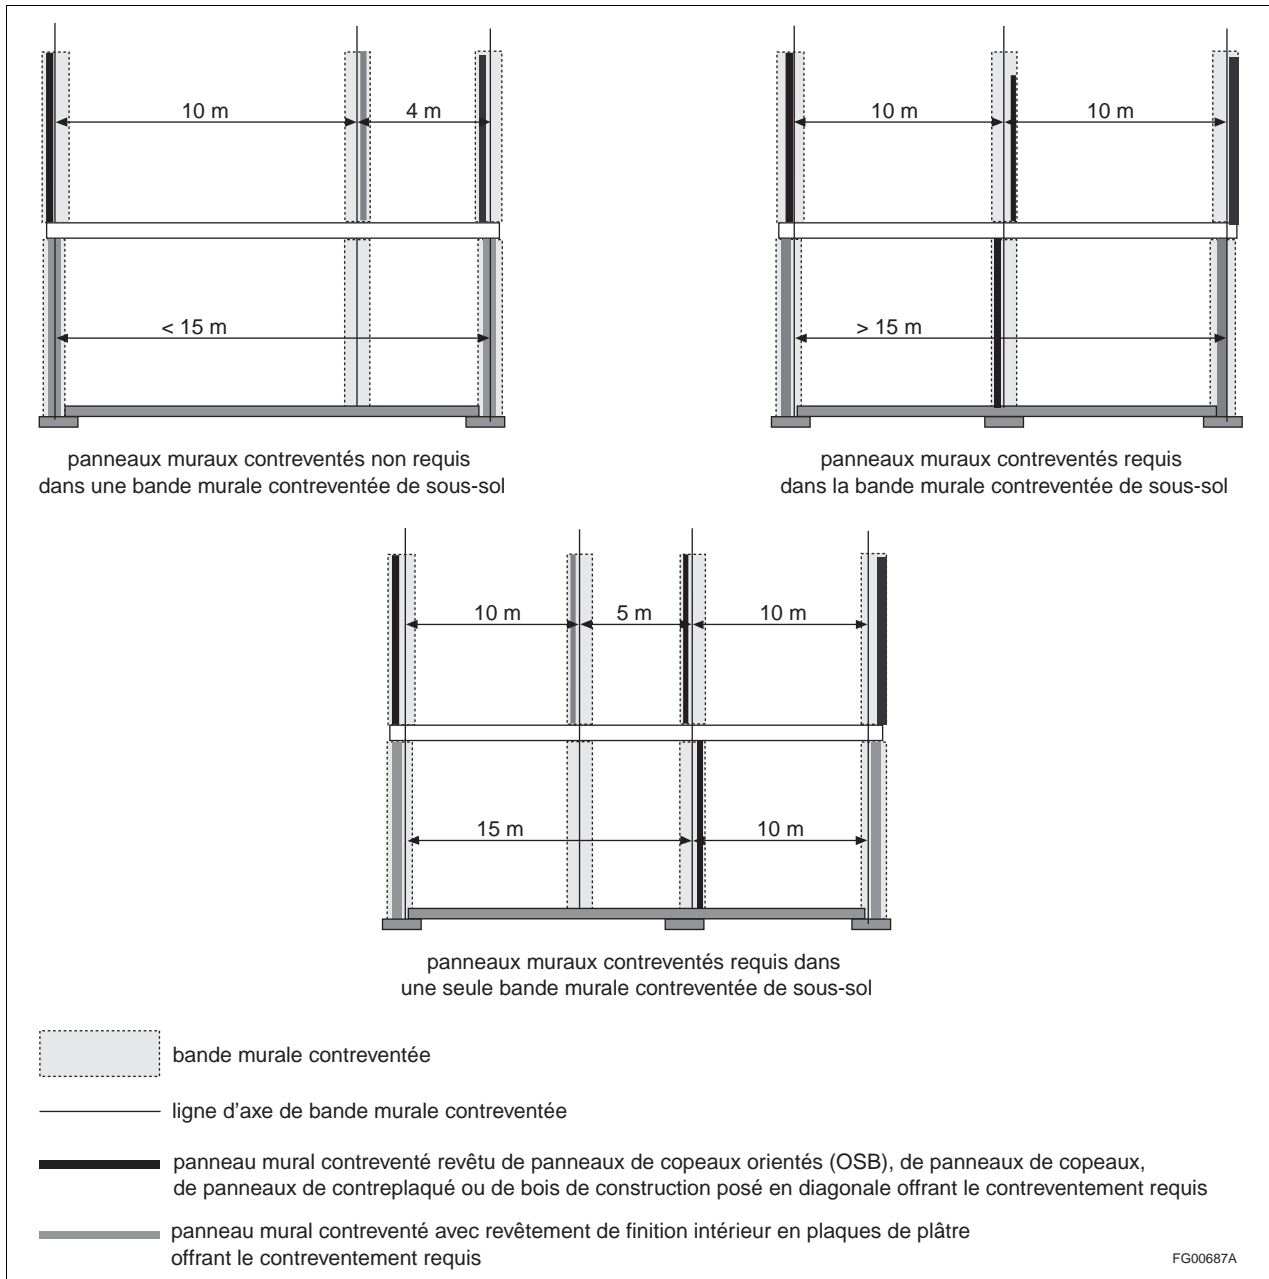 10 m
4 m
< 15 m
panneaux muraux contreventés non requis
dans une bande murale contreventée de sous-sol
10 m
10 m
> 15 m
panneaux muraux contreventés requis
dans la bande murale contreventée de sous-sol
10 m
5 m
10 m
15 m
10 m
panneaux muraux contreventés requis dans
une seule bande murale contreventée de sous-sol
bande murale contreventée
ligne d'axe de bande murale contreventée
panneau mural contreventé revêtu de panneaux de copeaux orientés (OSB), de panneaux de copeaux,
de panneaux de contreplaqué ou de bois de construction posé en diagonale offrant le contreventement requis
panneau mural contreventé avec revêtement de finition intérieur en plaques de plâtre
offrant le contreventement requis
FG00687A